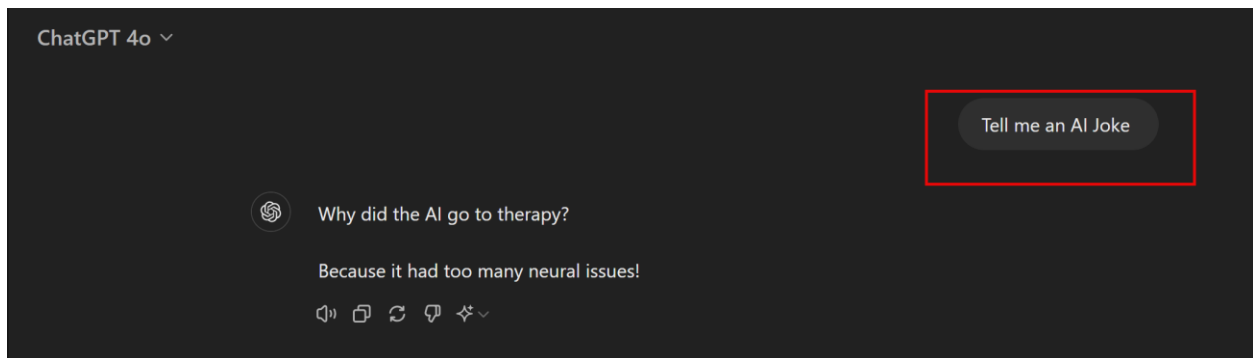 ChatGPT 4o
Tell me an AI Joke
Why did the AI go to therapy?
Because it had too many neural issues!